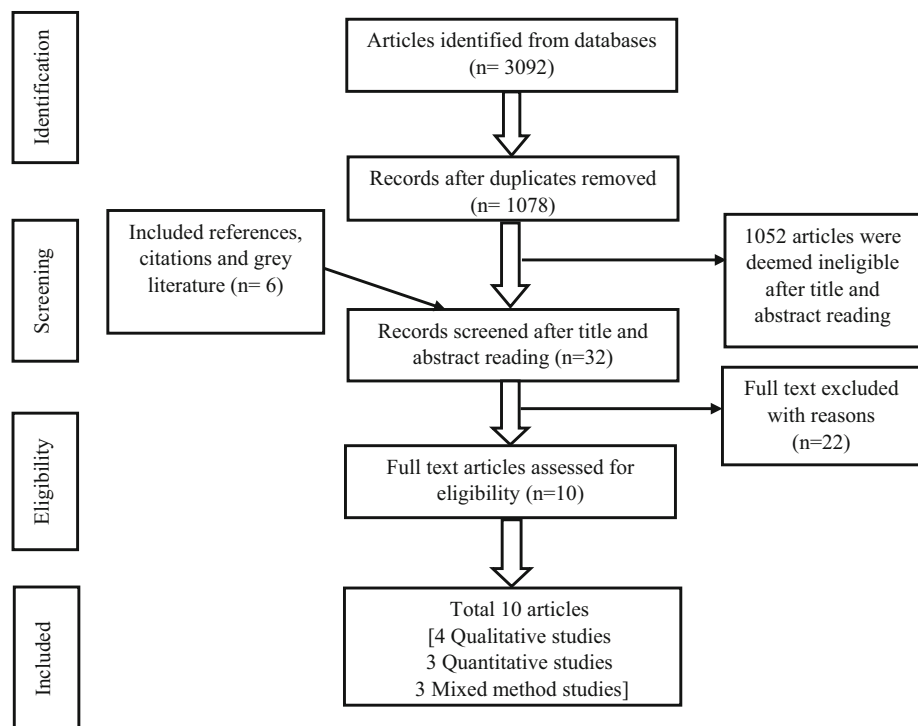 Identification
Articles identified from databases
(n= 3092)
Records after duplicates removed
(n= 1078)
Screening
Included references,
citations and grey
literature (n= 6)
1052 articles were
deemed ineligible
after title and
abstract reading
Records screened after title and
abstract reading (n=32)
Full text excluded
with reasons
(n=22)
Eligibility
Full text articles assessed for
eligibility (n=10)
Included
Total 10 articles
[4 Qualitative studies
3 Quantitative studies
3 Mixed method studies]